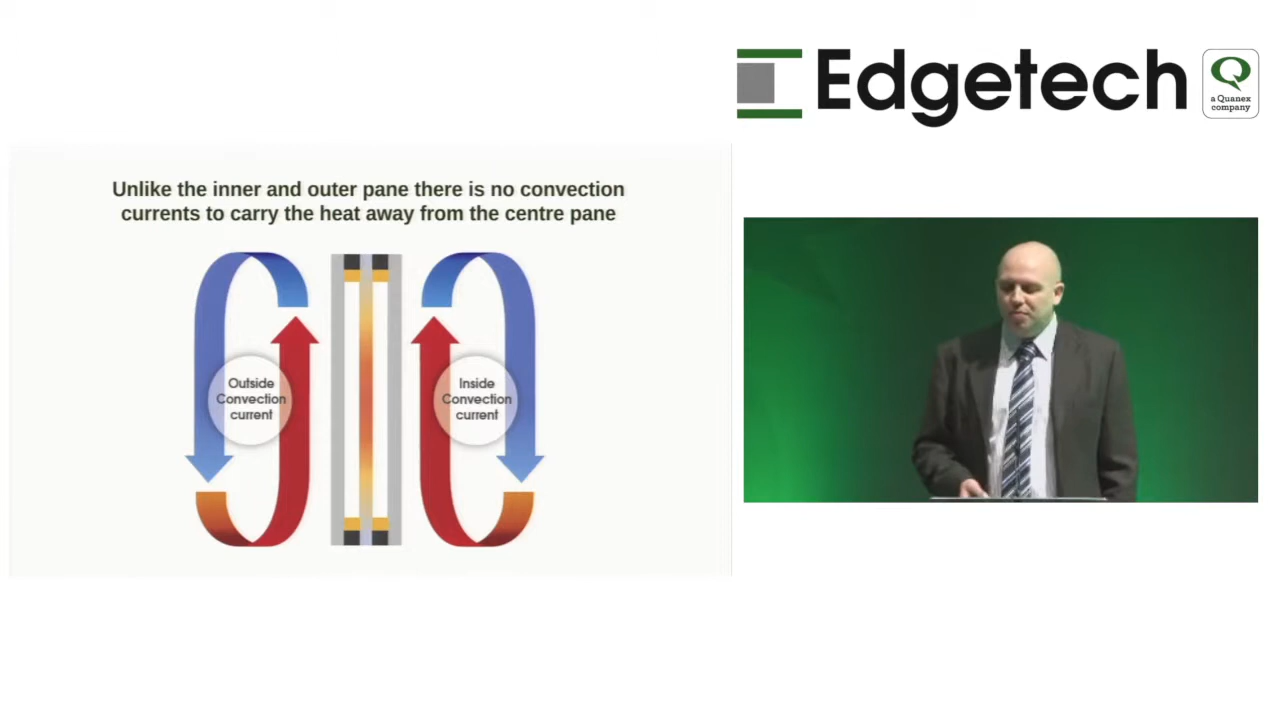 Edgetech
a Quanex
company
Unlike the inner and outer pane there is no convection
currents to carry the heat away from the centre pane
Outside
Convection
current
Inside
Convection
current